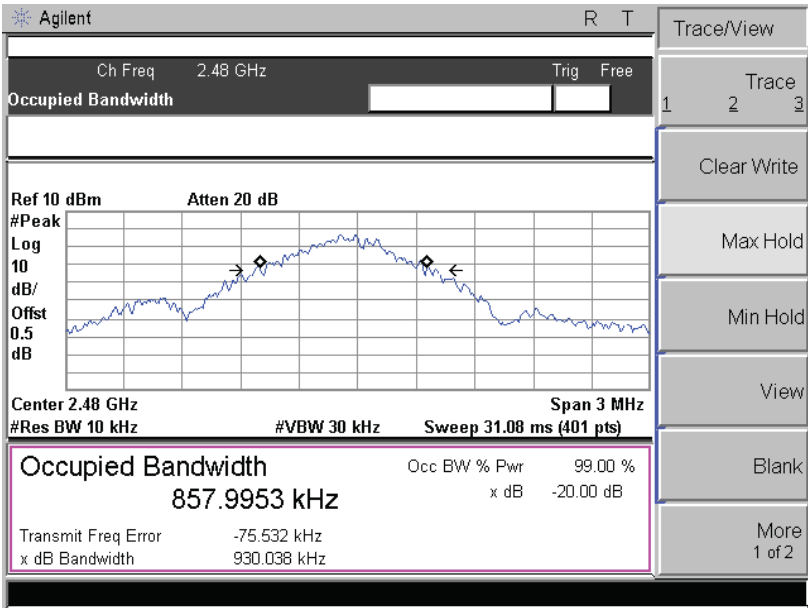 Agilent R T
Ch Freq 2.48 GHz Trig Free
Occupied Bandwidth
Ref 10 dBm Atten 20 dB
#Peak
Log
10
dB/
Offst
0.5
dB
Center 2.48 GHz Span 3 MHz
#Res BW 10 kHz #VBW 30 kHz Sweep 31.08 ms (401 pts)
Occupied Bandwidth Occ BW % Pwr 99.00 %
857.9953 kHz x dB -20.00 dB
Transmit Freq Error -75.532 kHz
x dB Bandwidth 930.038 kHz
Trace/View
Trace
1 2 3
Clear Write
Max Hold
Min Hold
View
Blank
More
1 of 2